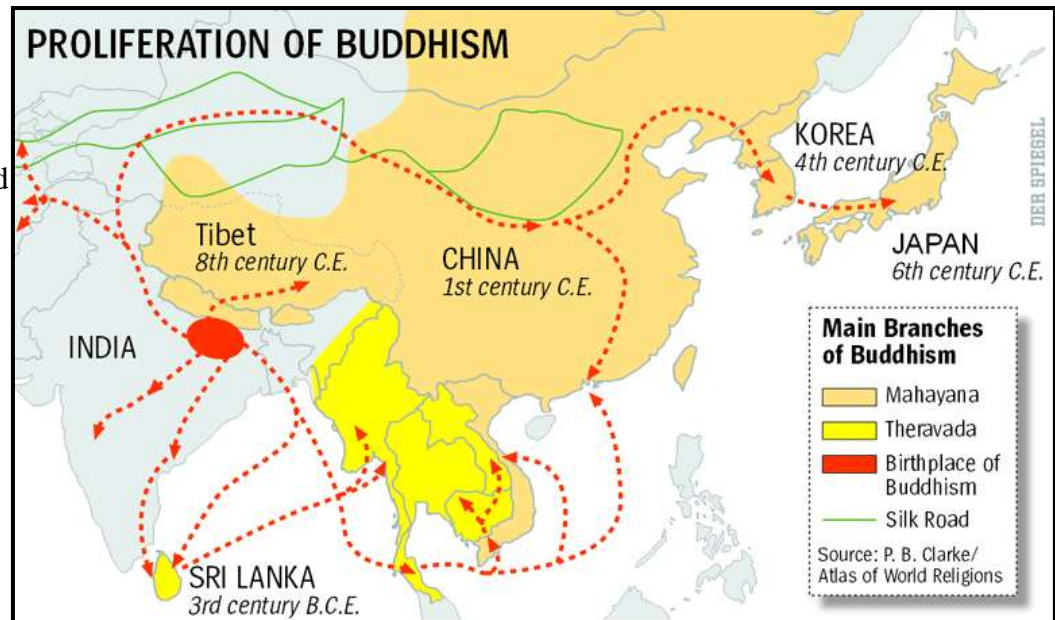 PROLIFERATION OF BUDDHISM
d
KOREA
4th century C.E.
DER SPIEGEL
Tibet
8th century C.E.
CHINA
1st century C.E.
JAPAN
6th century C.E.
INDIA
Main Branches
of Buddhism
Mahayana
Theravada
Birthplace of
Buddhism
Silk Road
Source: P. B. Clarke/
Atlas of World Religions
SRI LANKA
3rd century B.C.E.